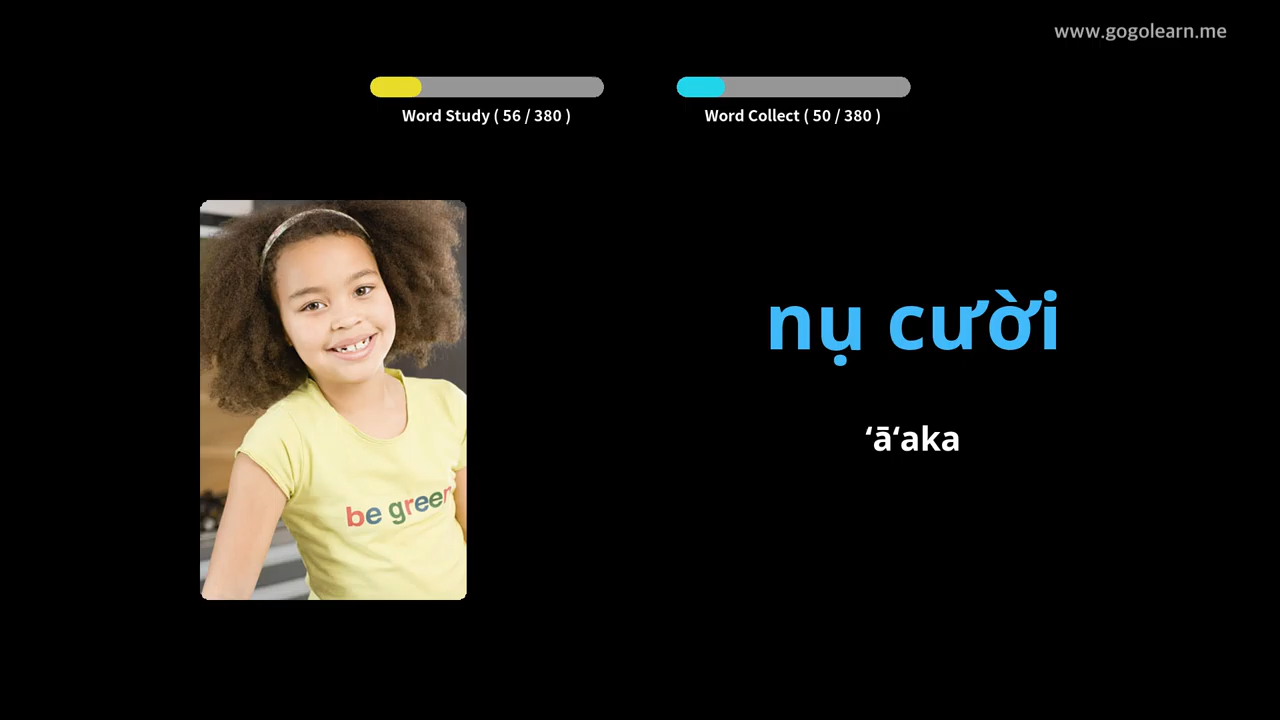 www.gogolearn.me
Word Study ( 56 / 380 )
Word Collect ( 50 / 380 )
nụ cười
ʻāʻaka
be green